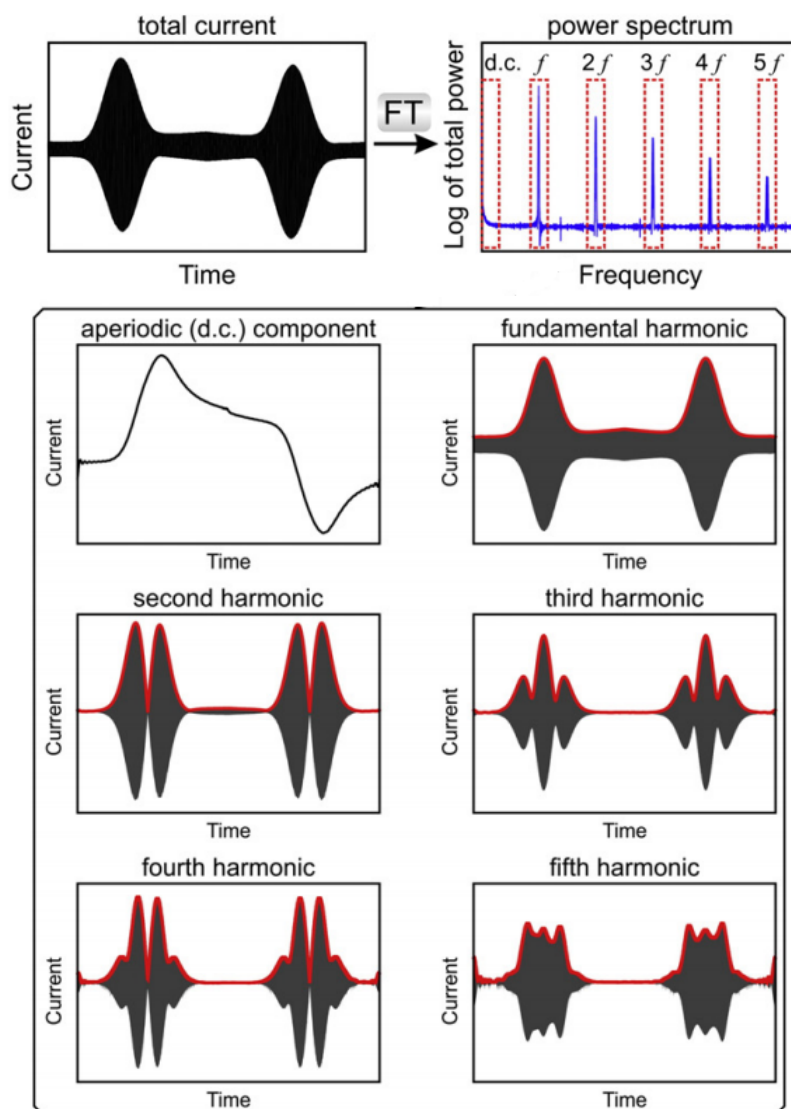 total current
power spectrum
d.c. f 2 f 3 f 4 f 5 f
Current
FT
Log of total power
Time
Frequency
aperiodic (d.c.) component
fundamental harmonic
Current
Current
Time
Time
second harmonic
third harmonic
Current
Current
Time
Time
fourth harmonic
fifth harmonic
Current
Current
Time
Time